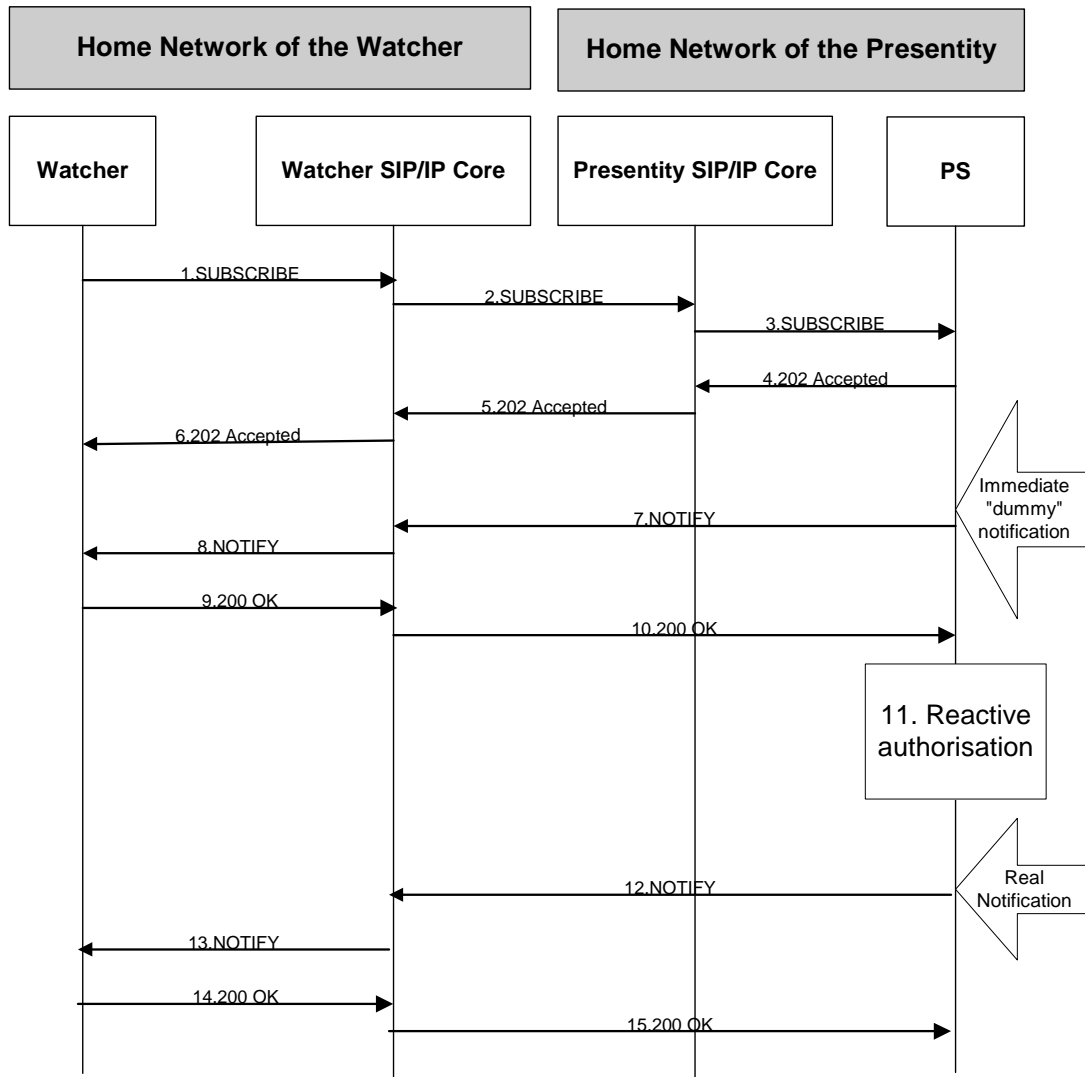 Home Network of the Watcher
Home Network of the Presentity
Watcher
Watcher SIP/IP Core
Presentity SIP/IP Core
PS
1.SUBSCRIBE
2.SUBSCRIBE
3.SUBSCRIBE
4.202 Accepted
5.202 Accepted
6.202 Accepted
Immediate
"dummy"
notification
7.NOTIFY
8.NOTIFY
9.200 OK
10.200 OK
11. Reactive
authorisation
Real
Notification
12.NOTIFY
13.NOTIFY
14.200 OK
15.200 OK